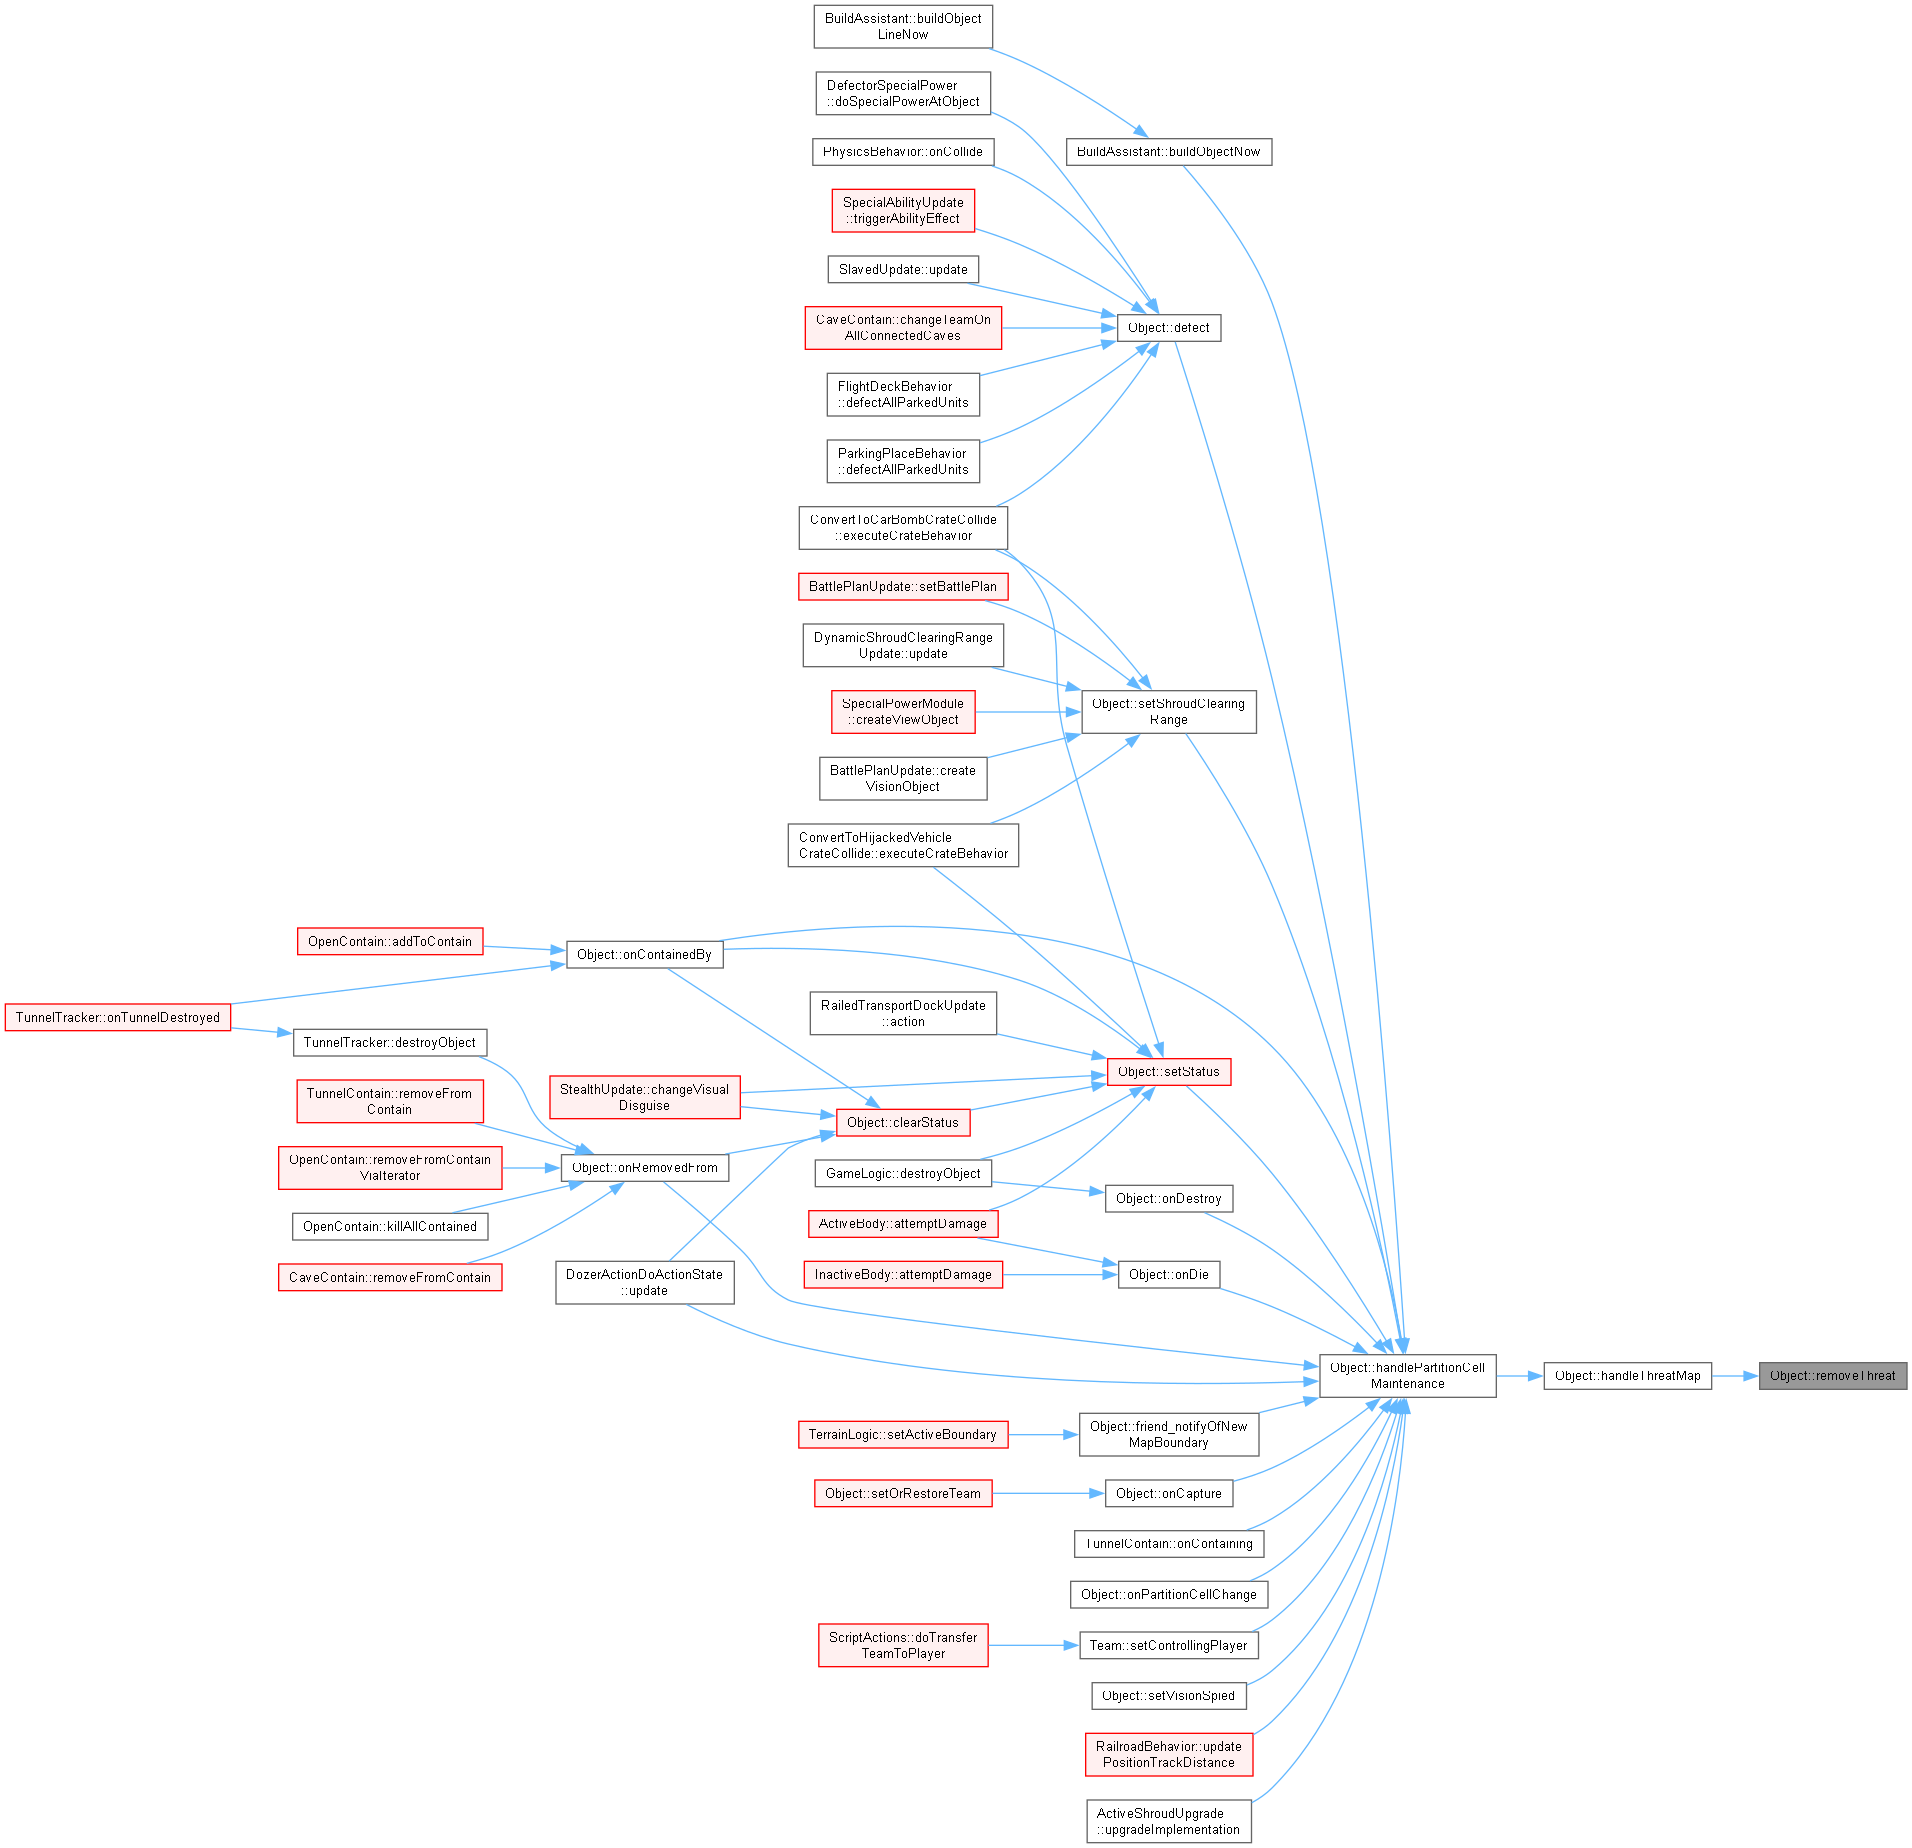 BuildAssistant::buildObject
LineNow
DefectorSpecialPower
::doSpecialPowerAtObject
PhysicsBehavior::onCollide
BuildAssistant::buildObjectNow
SpecialAbilityUpdate
::triggerAbilityEffect
SlavedUpdate::update
CaveContain::changeTeamOn
AllConnectedCaves
Object::defect
FlightDeckBehavior
::defectAllParkedUnits
ParkingPlaceBehavior
::defectAllParkedUnits
ConvertToCarBombCrateCollide
::executeCrateBehavior
BattlePlanUpdate::setBattlePlan
DynamicShroudClearingRange
Update::update
SpecialPowerModule
::createViewObject
Object::setShroudClearing
Range
BattlePlanUpdate::create
VisionObject
ConvertToHijackedVehicle
CrateCollide::executeCrateBehavior
OpenContain::addToContain
Object::onContainedBy
TunnelTracker::onTunnelDestroyed
RailedTransportDockUpdate
::action
TunnelTracker::destroyObject
Object::setStatus
StealthUpdate::changeVisual
Disguise
TunnelContain::removeFrom
Contain
Object::clearStatus
OpenContain::removeFromContain
ViaIterator
Object::onRemovedFrom
GameLogic::destroyObject
Object::onDestroy
OpenContain::killAllContained
ActiveBody::attemptDamage
CaveContain::removeFromContain
DozerActionDoActionState
::update
InactiveBody::attemptDamage
Object::onDie
Object::handlePartitionCell
Maintenance
Object::handleThreatMap
Object::removeThreat
TerrainLogic::setActiveBoundary
Object::friend_notifyOfNew
MapBoundary
Object::setOrRestoreTeam
Object::onCapture
TunnelContain::onContaining
Object::onPartitionCellChange
ScriptActions::doTransfer
TeamToPlayer
Team::setControllingPlayer
Object::setVisionSpied
RailroadBehavior::update
PositionTrackDistance
ActiveShroudUpgrade
::upgradeImplementation